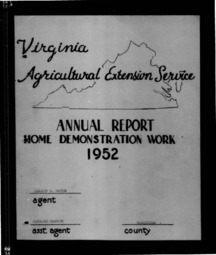 Virginia
Agricultural Extension Service
ANNUAL REPORT
HOME DEMONSTRATION WORK
1952
agent
asst agent
county